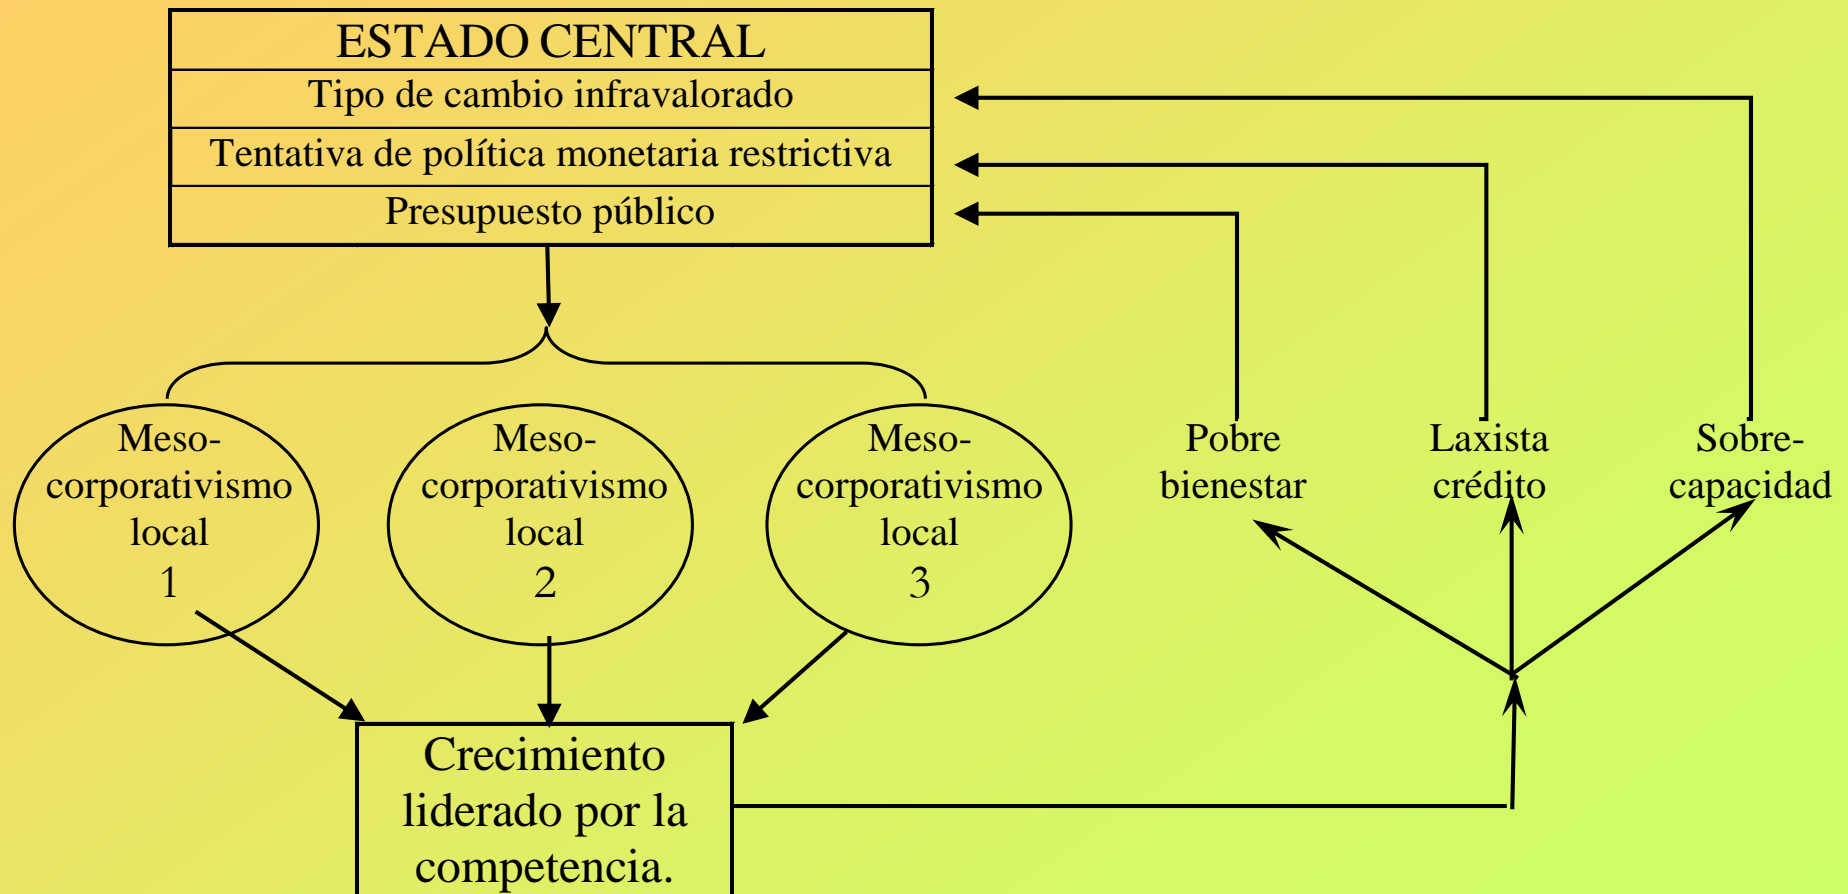 ESTADO CENTRAL
Tipo de cambio infravalorado
Tentativa de política monetaria restrictiva
Presupuesto público
Meso-
corporativismo
local
1
Meso-
corporativismo
local
2
Meso-
corporativismo
local
3
Pobre
bienestar
Laxista
crédito
Sobre-
capacidad
Crecimiento
liderado por la
competencia.